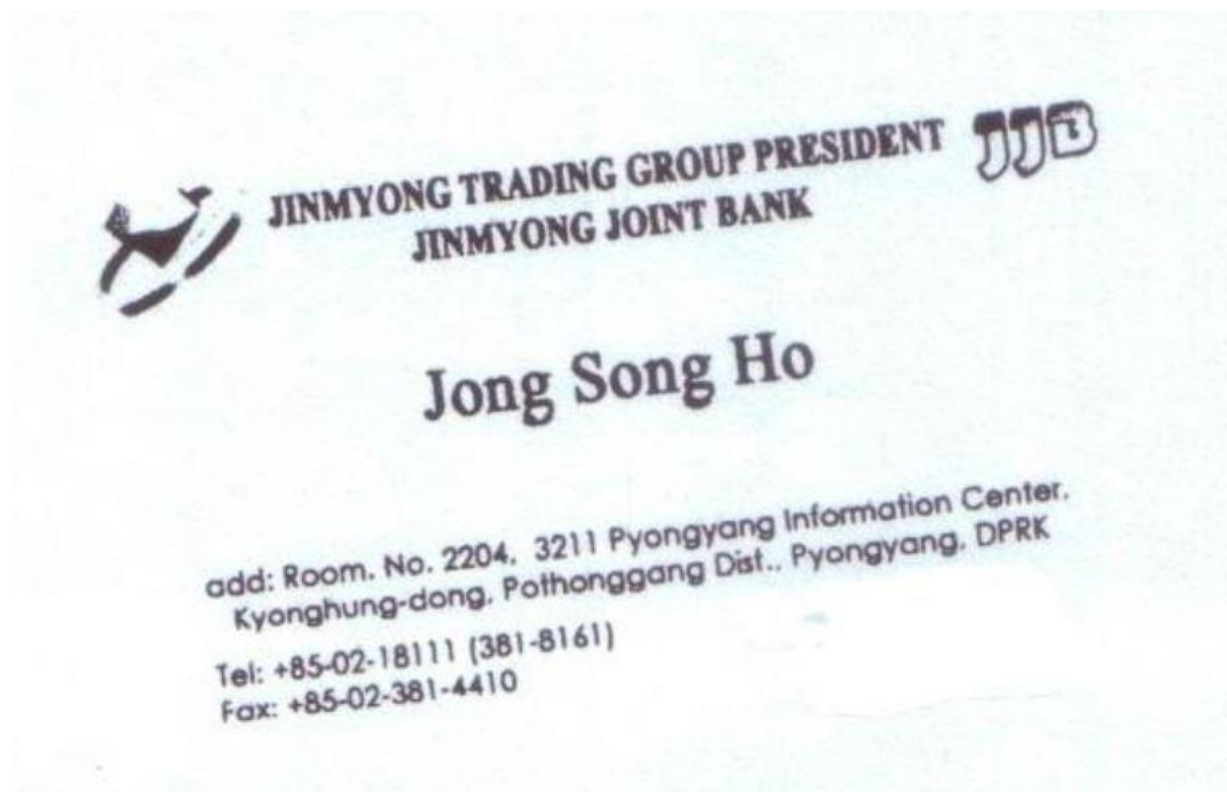 JINMYONG TRADING GROUP PRESIDENT JJB
JINMYONG JOINT BANK
Jong Song Ho
add: Room. No. 2204, 3211 Pyongyang Information Center.
Kyonghung-dong, Pothonggang Dist., Pyongyang, DPRK
Tel: +85-02-18111 (381-8161)
Fax: +85-02-381-4410